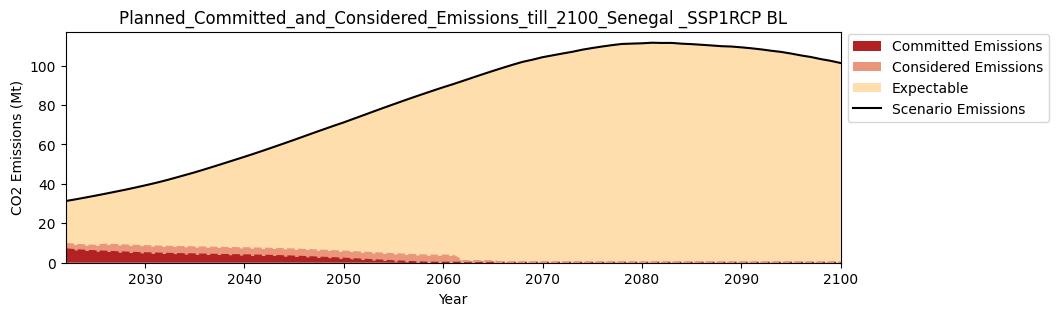 Planned_Committed_and_Considered_Emissions_till_2100_Senegal _SSP1RCP BL
Committed Emissions
Considered Emissions
Expectable
Scenario Emissions
CO2 Emissions (Mt)
100
80
60
40
20
0
2030 2040 2050 2060 2070 2080 2090 2100
Year